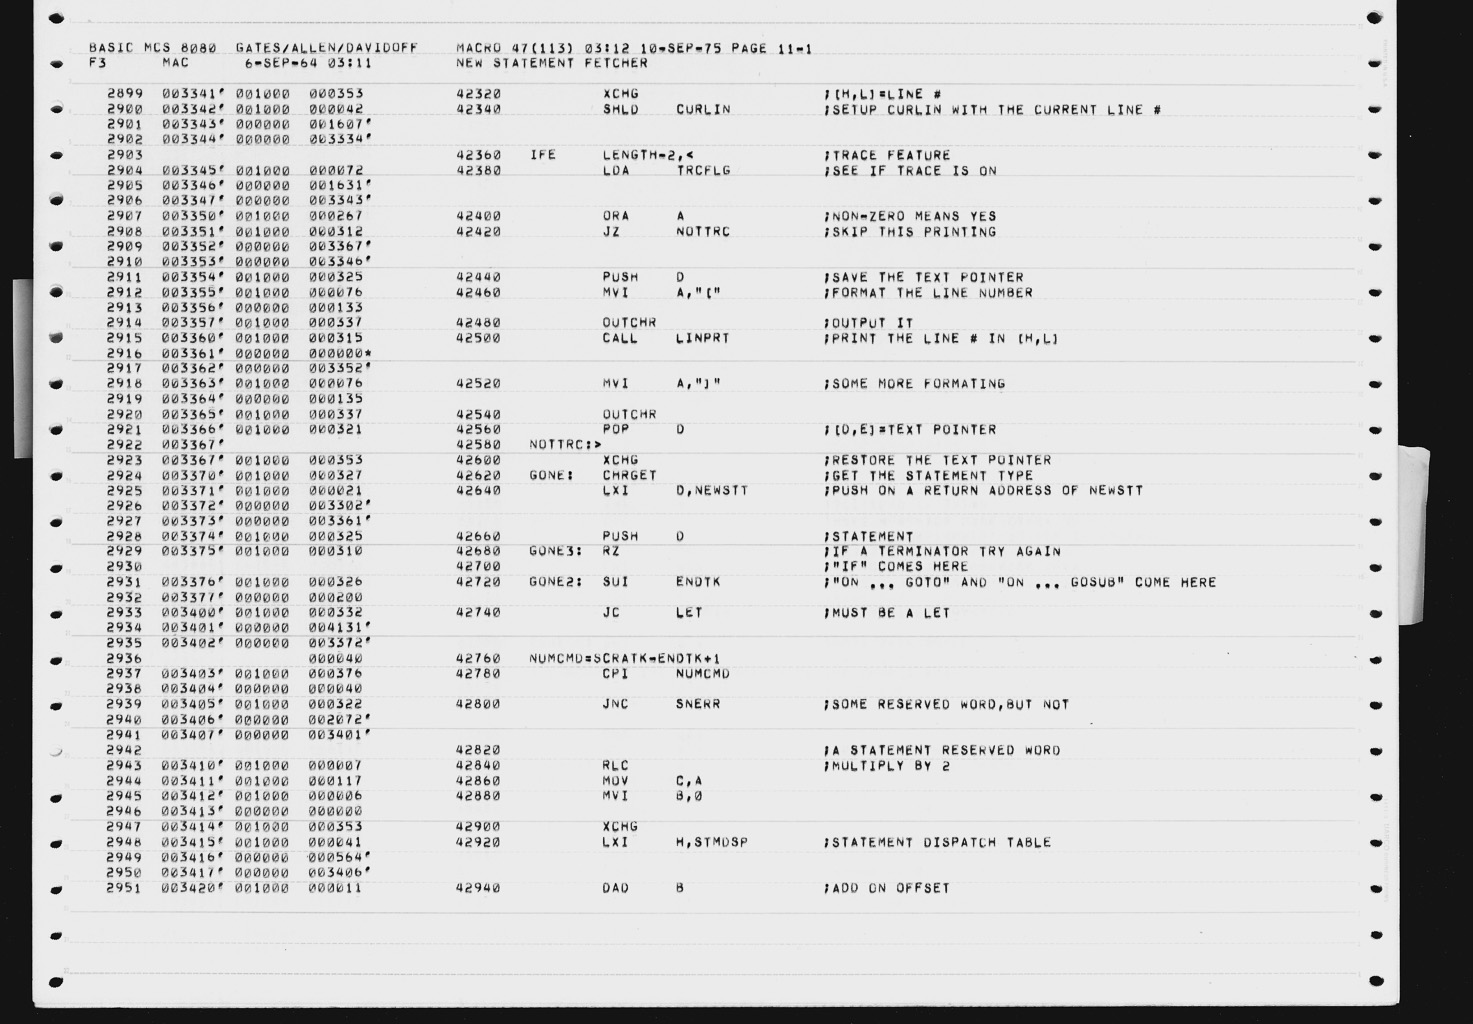 BASIC MCS 8080 GATES/ALLEN/DAVIDOFF MACRO 47(113) 03:12 10-SEP-75 PAGE 11-1
F3 MAC 6-SEP-64 03:11 NEW STATEMENT FETCHER
2899 003341' 001000 000353 42320 XCHG ;[H,L]=LINE #
2900 003342' 001000 000042 42340 SHLD CURLIN ;SETUP CURLIN WITH THE CURRENT LINE #
2901 003343' 000000 001607'
2902 003344' 000000 003334'
2903 42360 IFE LENGTH-2,< ;TRACE FEATURE
2904 003345' 001000 000072 42380 LDA TRCFLG ;SEE IF TRACE IS ON
2905 003346' 000000 001631'
2906 003347' 000000 003343'
2907 003350' 001000 000267 42400 ORA A ;NON-ZERO MEANS YES
2908 003351' 001000 000312 42420 JZ NOTTRC ;SKIP THIS PRINTING
2909 003352' 000000 003367'
2910 003353' 000000 003346'
2911 003354' 001000 000325 42440 PUSH D ;SAVE THE TEXT POINTER
2912 003355' 001000 000076 42460 MVI A,"[" ;FORMAT THE LINE NUMBER
2913 003356' 000000 000133
2914 003357' 001000 000337 42480 OUTCHR ;OUTPUT IT
2915 003360' 001000 000315 42500 CALL LINPRT ;PRINT THE LINE # IN [H,L]
2916 003361' 000000 000000*
2917 003362' 000000 003352'
2918 003363' 001000 000076 42520 MVI A,"]" ;SOME MORE FORMATING
2919 003364' 000000 000135
2920 003365' 001000 000337 42540 OUTCHR
2921 003366' 001000 000321 42560 POP D ;[D,E]=TEXT POINTER
2922 003367' 42580 NOTTRC:>
2923 003367' 001000 000353 42600 XCHG ;RESTORE THE TEXT POINTER
2924 003370' 001000 000327 42620 GONE: CHRGET ;GET THE STATEMENT TYPE
2925 003371' 001000 000021 42640 LXI D,NEWSTT ;PUSH ON A RETURN ADDRESS OF NEWSTT
2926 003372' 000000 003302'
2927 003373' 000000 003361'
2928 003374' 001000 000325 42660 PUSH D ;STATEMENT
2929 003375' 001000 000310 42680 GONE3: RZ ;IF A TERMINATOR TRY AGAIN
2930 42700 ;"IF" COMES HERE
2931 003376' 001000 000326 42720 GONE2: SUI ENDTK ;"ON ... GOTO" AND "ON ... GOSUB" COME HERE
2932 003377' 000000 000200
2933 003400' 001000 000332 42740 JC LET ;MUST BE A LET
2934 003401' 000000 004131'
2935 003402' 000000 003372'
2936 000040 42760 NUMCMD=SCRATK-ENDTK+1
2937 003403' 001000 000376 42780 CPI NUMCMD
2938 003404' 000000 000040
2939 003405' 001000 000322 42800 JNC SNERR ;SOME RESERVED WORD,BUT NOT
2940 003406' 000000 002072'
2941 003407' 000000 003401'
2942 42820 ;A STATEMENT RESERVED WORD
2943 003410' 001000 000007 42840 RLC ;MULTIPLY BY 2
2944 003411' 001000 000117 42860 MOV C,A
2945 003412' 001000 000006 42880 MVI B,0
2946 003413' 000000 000000
2947 003414' 001000 000353 42900 XCHG
2948 003415' 001000 000041 42920 LXI H,STMDSP ;STATEMENT DISPATCH TABLE
2949 003416' 000000 000564'
2950 003417' 000000 003406'
2951 003420' 001000 000011 42940 DAD B ;ADD ON OFFSET